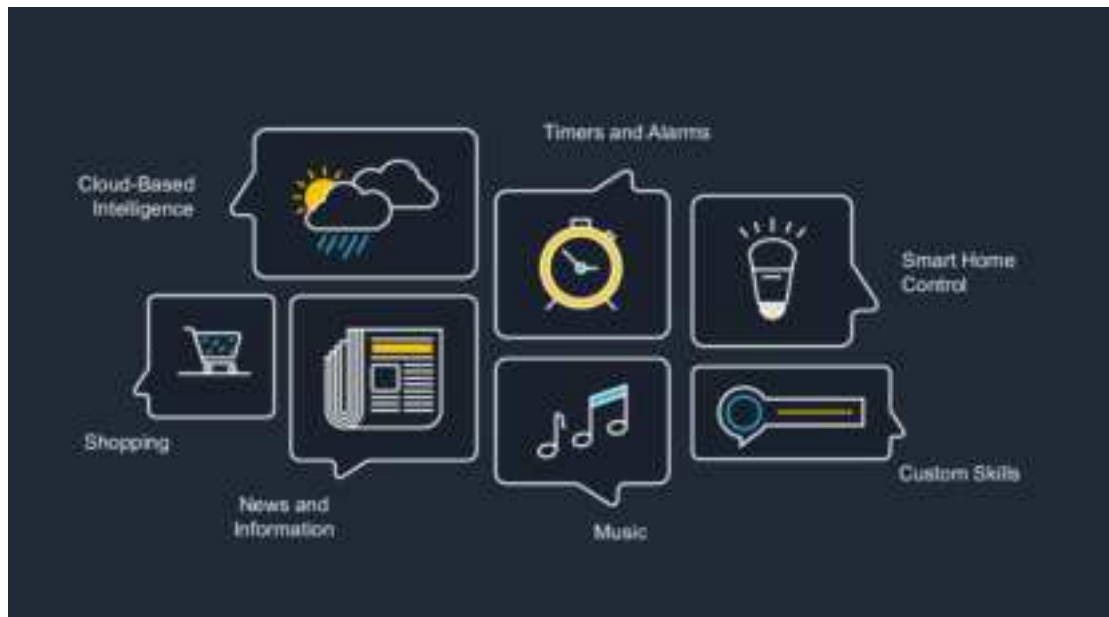 Timers and Alarms
Cloud-Based
Intelligence
Smart Home
Control
Shopping
Custom Skills
News and
Information
Music